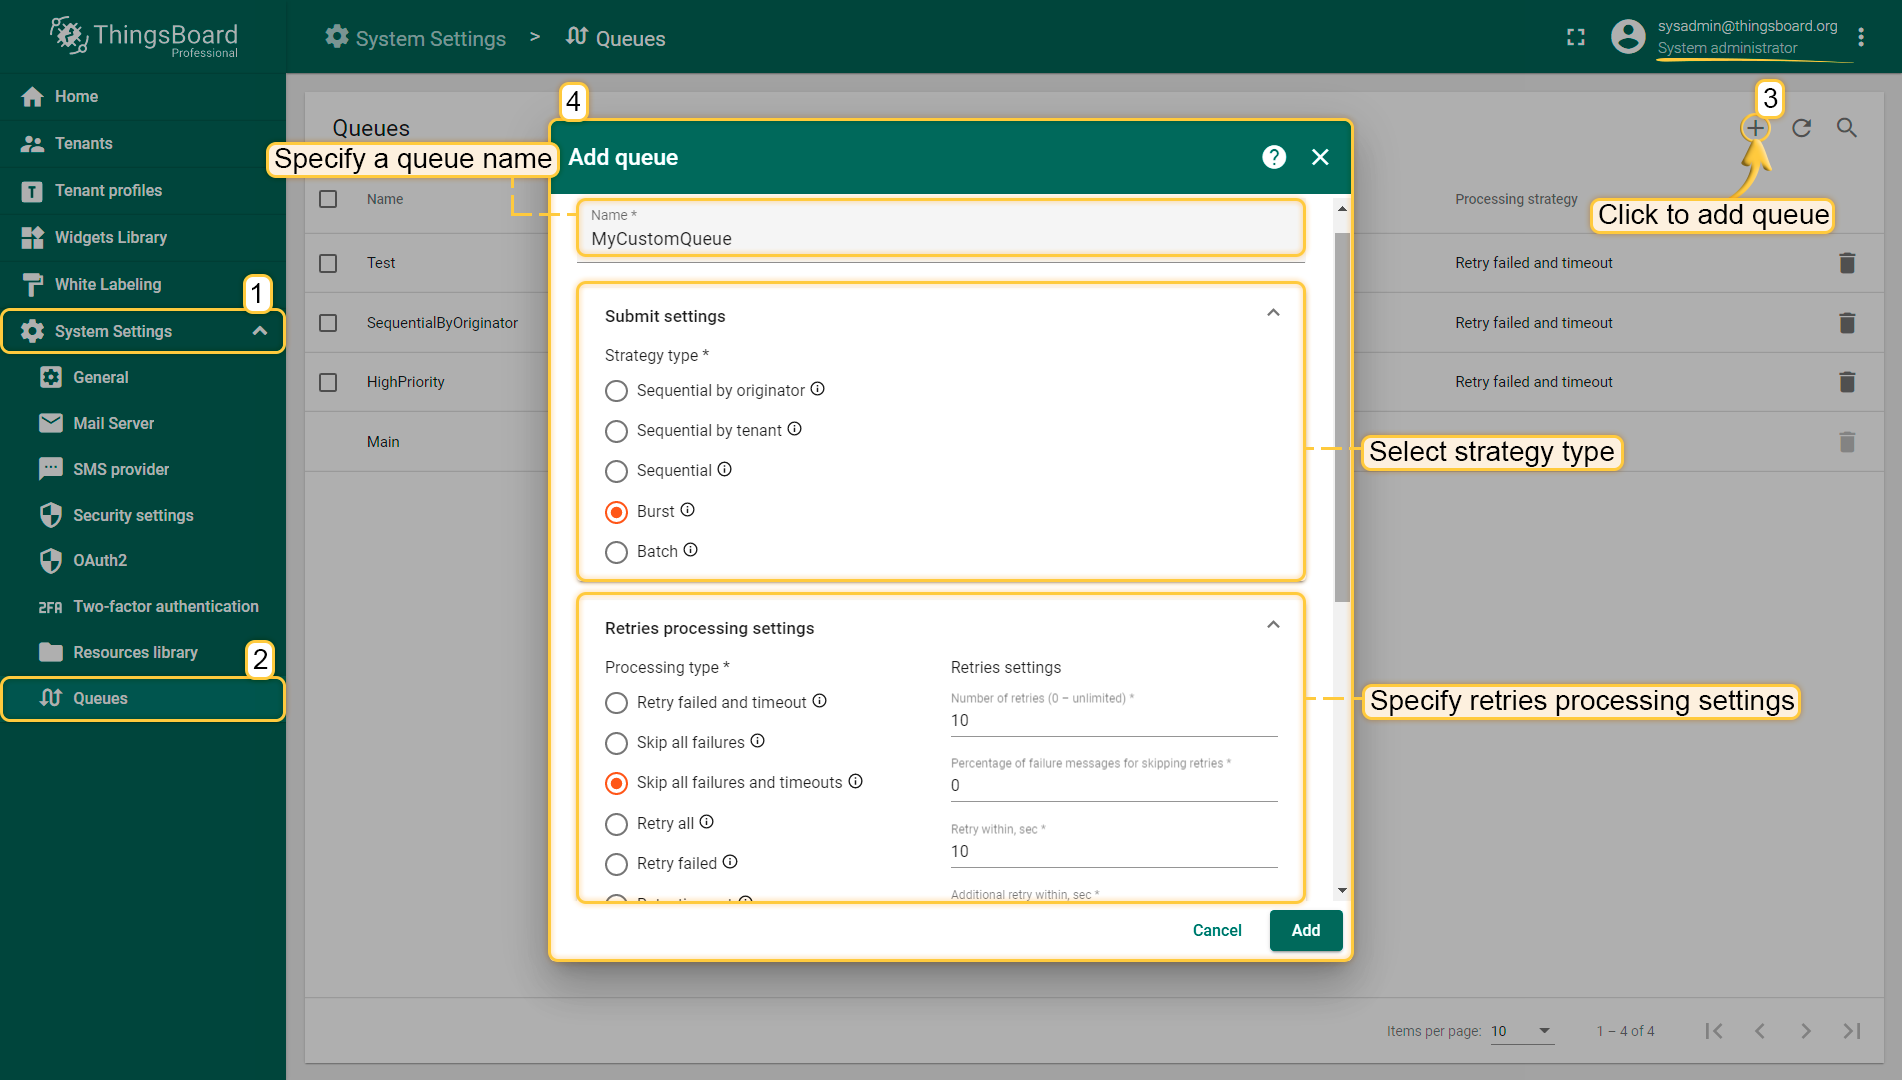 ThingsBoard
Professional
System Settings > Queues
sysadmin@thingsboard.org
System administrator
Home
Tenants
Tenant profiles
Widgets Library
White Labeling
1
System Settings
General
Mail Server
SMS provider
Security settings
OAuth2
2FA Two-factor authentication
Resources library
2
Queues
Queues
3
Click to add queue
Name
Processing strategy
Test
Retry failed and timeout
SequentialByOriginator
Retry failed and timeout
HighPriority
Retry failed and timeout
Main
4
Specify a queue name
Add queue
?
Name *
MyCustomQueue
Submit settings
Strategy type *
Sequential by originator
Sequential by tenant
Sequential
Burst
Batch
Select strategy type
Retries processing settings
Processing type *
Retry failed and timeout
Skip all failures
Skip all failures and timeouts
Retry all
Retry failed
Retries settings
Number of retries (0 – unlimited) *
10
Percentage of failure messages for skipping retries *
0
Retry within, sec *
10
Additional retry within, sec *
Specify retries processing settings
Cancel
Add
Items per page: 10
1 – 4 of 4